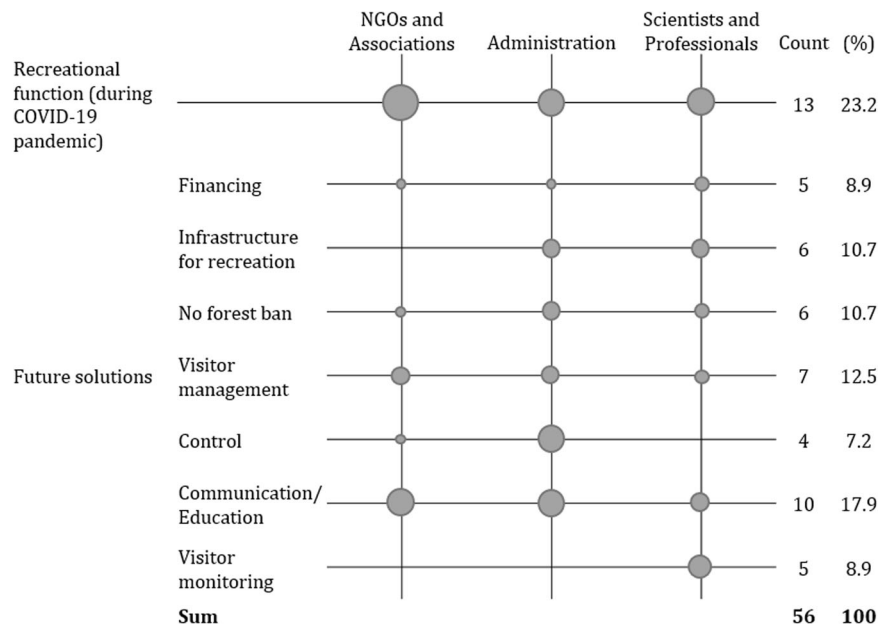 NGOs and
Associations
Administration
Scientists and
Professionals
Count (%)
Recreational
function (during
COVID-19
pandemic)
13 23.2
Financing 5 8.9
Infrastructure
for recreation
6 10.7
No forest ban 6 10.7
Future solutions
Visitor
management
7 12.5
Control 4 7.2
Communication/
Education
10 17.9
Visitor
monitoring
5 8.9
Sum 56 100